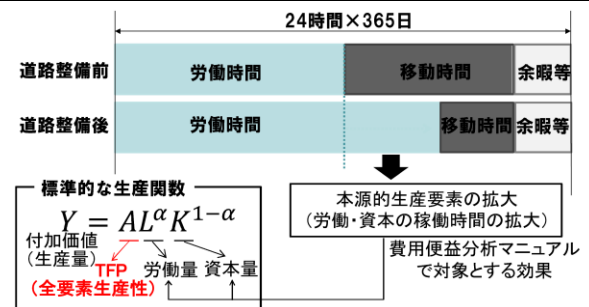 24時間×365日
道路整備前
労働時間
移動時間
余暇等
道路整備後
労働時間
移動時間
余暇等
標準的な生産関数
Y = AL^α K^{1-α}
付加価値
(生産量)
TFP
(全要素生産性)
労働量
資本量
本源的生産要素の拡大
(労働・資本の稼働時間の拡大)
費用便益分析マニュアル
で対象とする効果